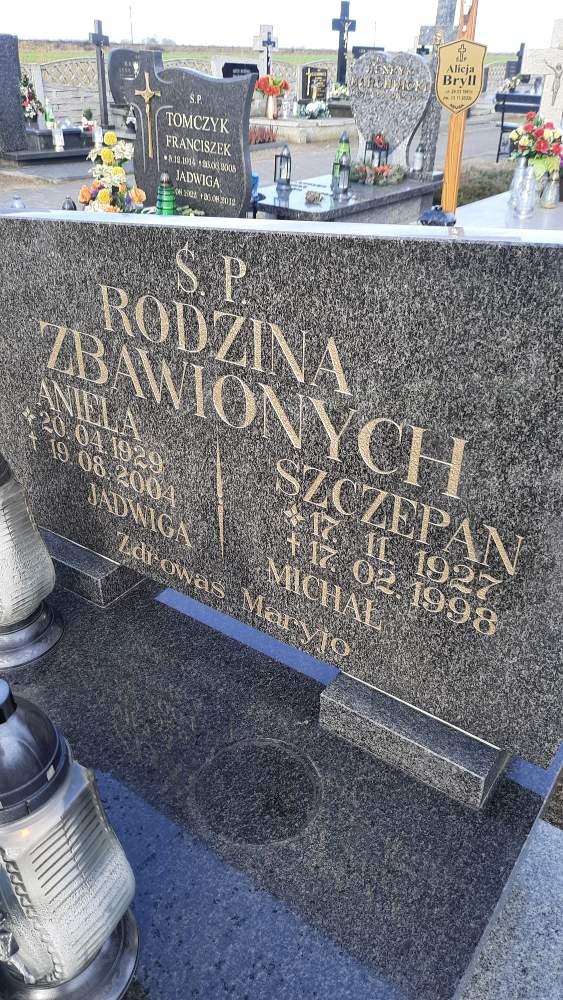 Alicja
Bryll
Ś.P.
TOMCZYK
FRANCISZEK
JADWIGA
Ś. P.
RODZINA
ZBAWIONYCH
ANIELA
20.04.1929
† 19.08.2004
JADWIGA
SZCZEPAN
17. 11. 1927
† 17. 02. 1998
MICHAŁ
Zdrowaś Maryjo